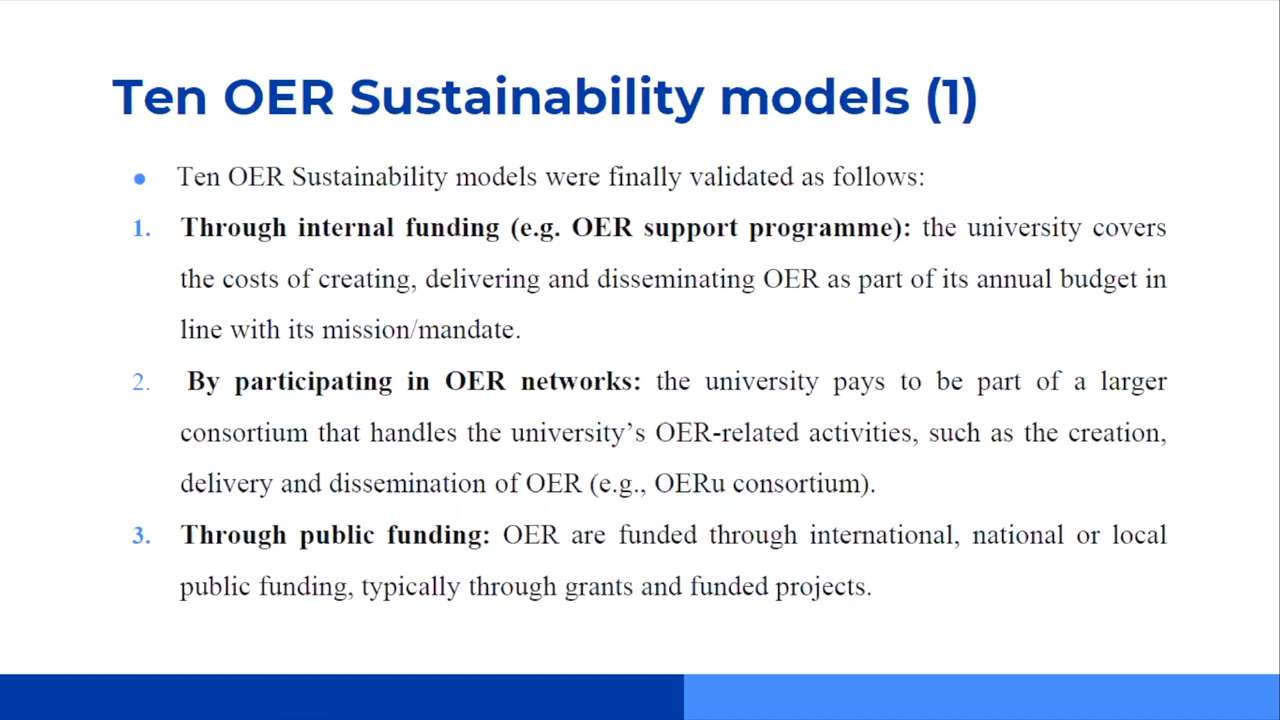 Ten OER Sustainability models (1)
● Ten OER Sustainability models were finally validated as follows:
1. Through internal funding (e.g. OER support programme): the university covers
the costs of creating, delivering and disseminating OER as part of its annual budget in
line with its mission/mandate.
2. By participating in OER networks: the university pays to be part of a larger
consortium that handles the university’s OER-related activities, such as the creation,
delivery and dissemination of OER (e.g., OERu consortium).
3. Through public funding: OER are funded through international, national or local
public funding, typically through grants and funded projects.